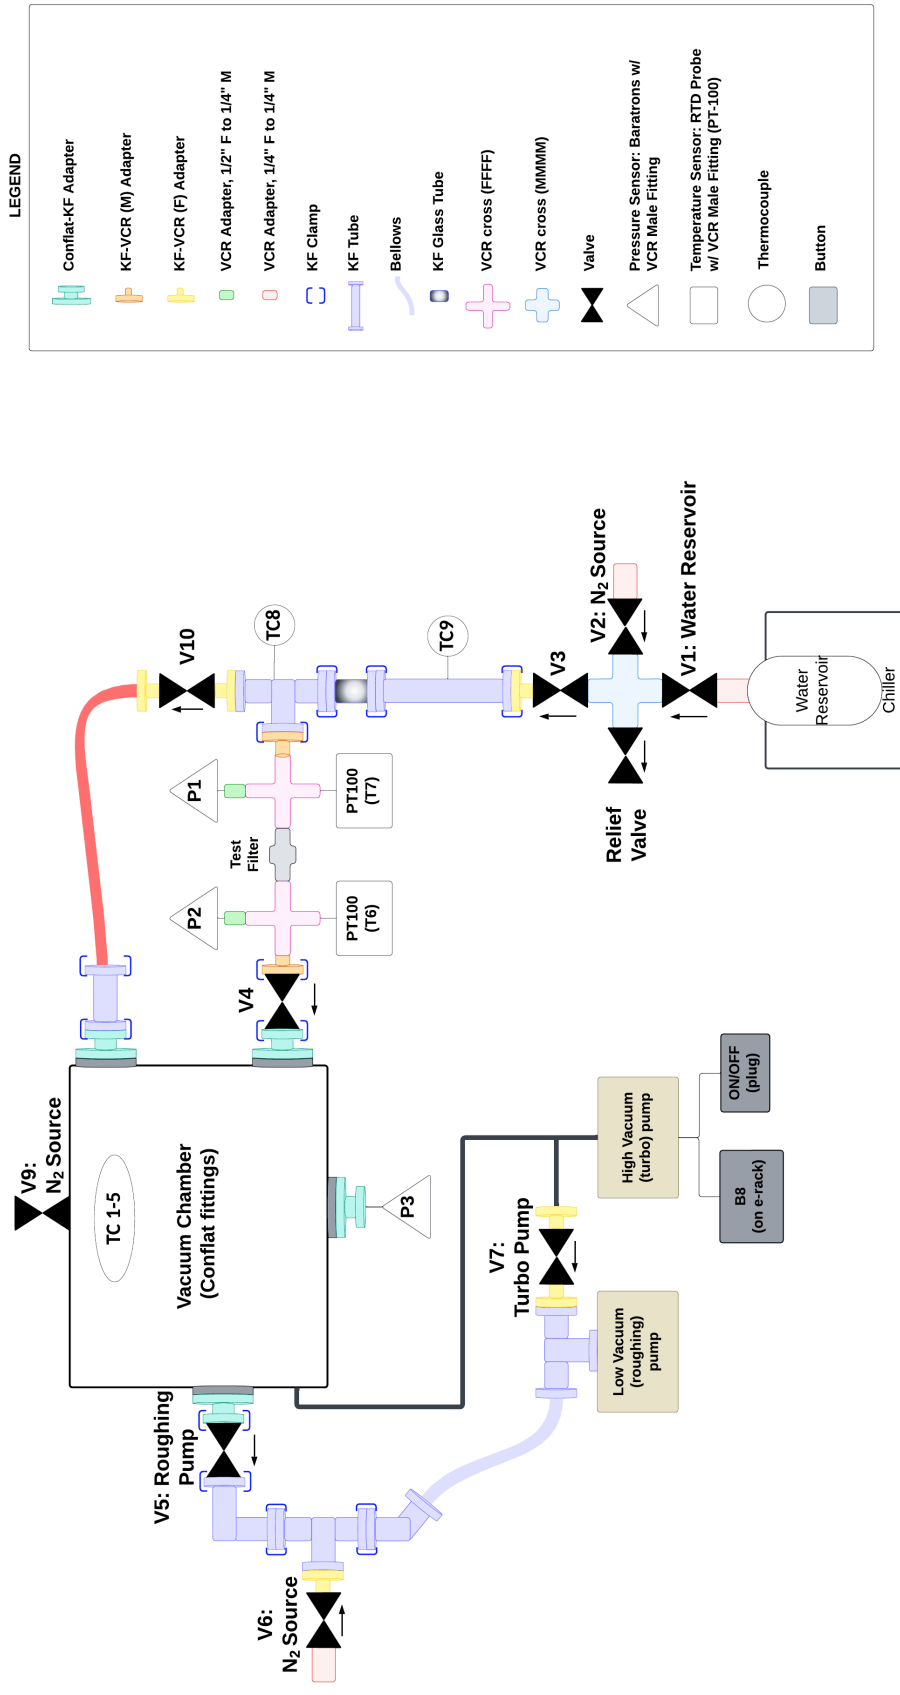 LEGEND
Conflat-KF Adapter
KF-VCR (M) Adapter
KF-VCR (F) Adapter
VCR Adapter, 1/2" F to 1/4" M
VCR Adapter, 1/4" F to 1/4" M
KF Clamp
KF Tube
Bellows
KF Glass Tube
VCR cross (FFFF)
VCR cross (MMMM)
Valve
Pressure Sensor: Baratrons w/
VCR Male Fitting
Temperature Sensor: RTD Probe
w/ VCR Male Fitting (PT-100)
Thermocouple
Button
V9:
N₂ Source
TC 1-5
Vacuum Chamber
(Conflat fittings)
P3
V5: Roughing
Pump
V6:
N₂ Source
V7:
Turbo Pump
Low Vacuum
(roughing)
pump
High Vacuum
(turbo) pump
B8
(on e-rack)
ON/OFF
(plug)
V4
P2
PT100
(T6)
Test
Filter
P1
PT100
(T7)
V10
TC8
TC9
V3
V2: N₂ Source
V1: Water Reservoir
Relief
Valve
Water
Reservoir
Chiller